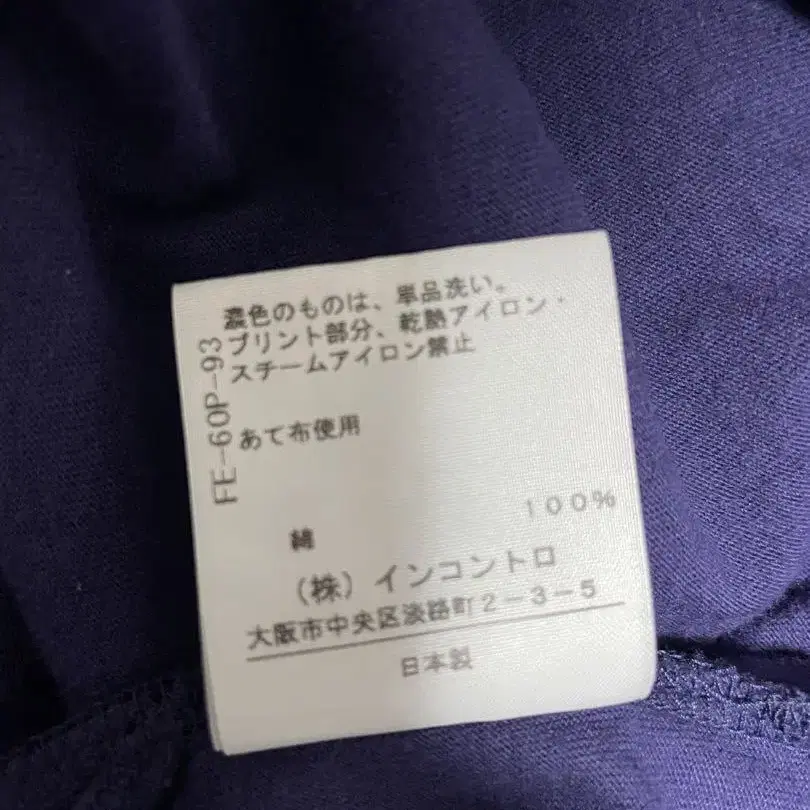 濃色のものは、単品洗い。
プリント部分、乾熱アイロン・
スチームアイロン禁止
FE-60P-93
あて布使用
綿 100%
(株)インコントロ
大阪市中央区淡路町2-3-5
日本製